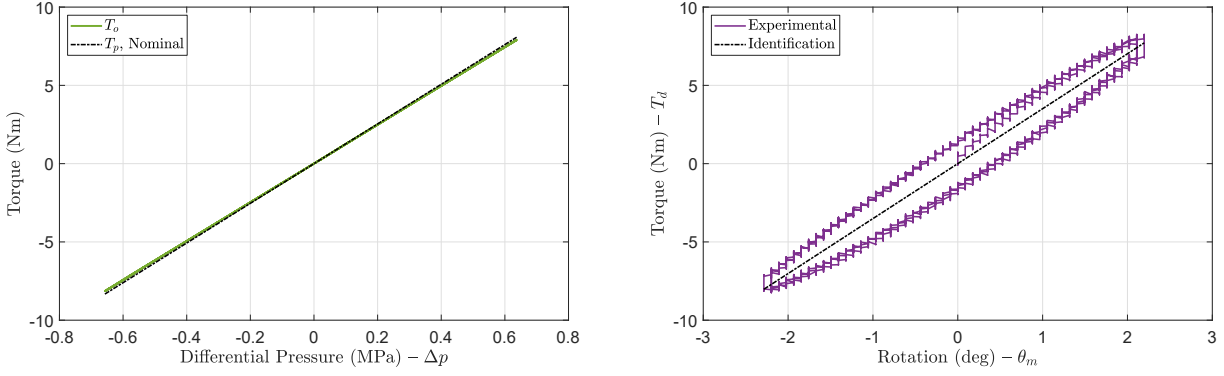 T_o
T_p, Nominal
10
5
0
-5
-10
Torque (Nm)
-0.8 -0.6 -0.4 -0.2 0 0.2 0.4 0.6 0.8
Differential Pressure (MPa) – Δp
Experimental
Identification
10
5
0
-5
-10
Torque (Nm) – T_d
-3 -2 -1 0 1 2 3
Rotation (deg) – θ_m